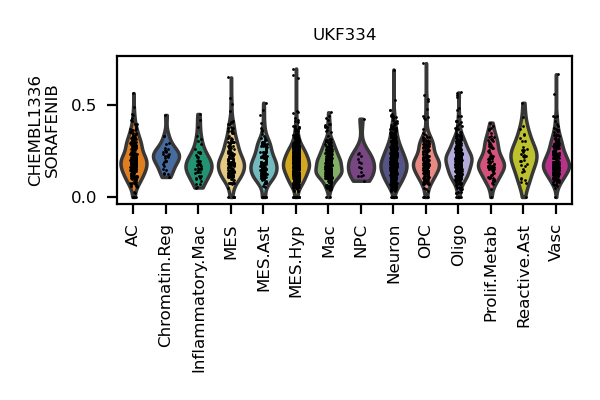 UKF334
CHEMBL1336
SORAFENIB
0.5
0.0
AC
Chromatin.Reg
Inflammatory.Mac
MES
MES.Ast
MES.Hyp
Mac
NPC
Neuron
OPC
Oligo
Prolif.Metab
Reactive.Ast
Vasc